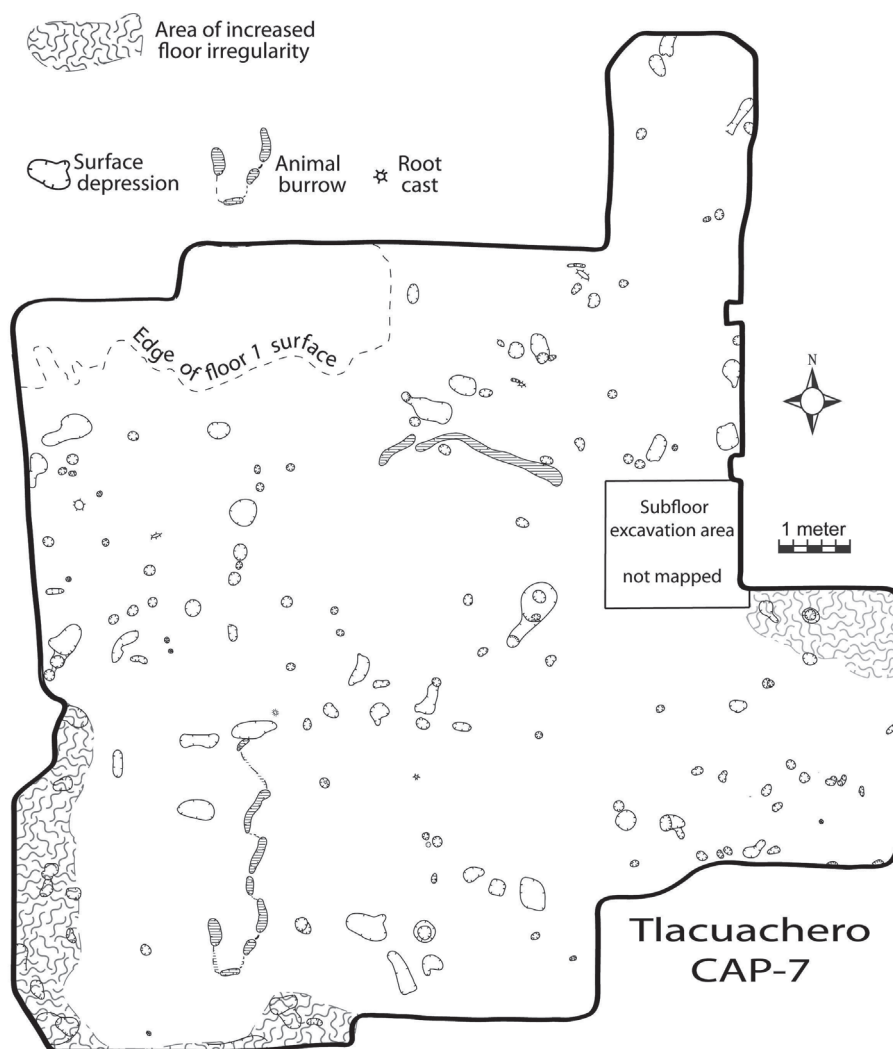 Area of increased
floor irregularity
Surface
depression
Animal
burrow
Root
cast
Edge of floor 1 surface
N
Subfloor
excavation area
not mapped
1 meter
Tlacuachero
CAP-7